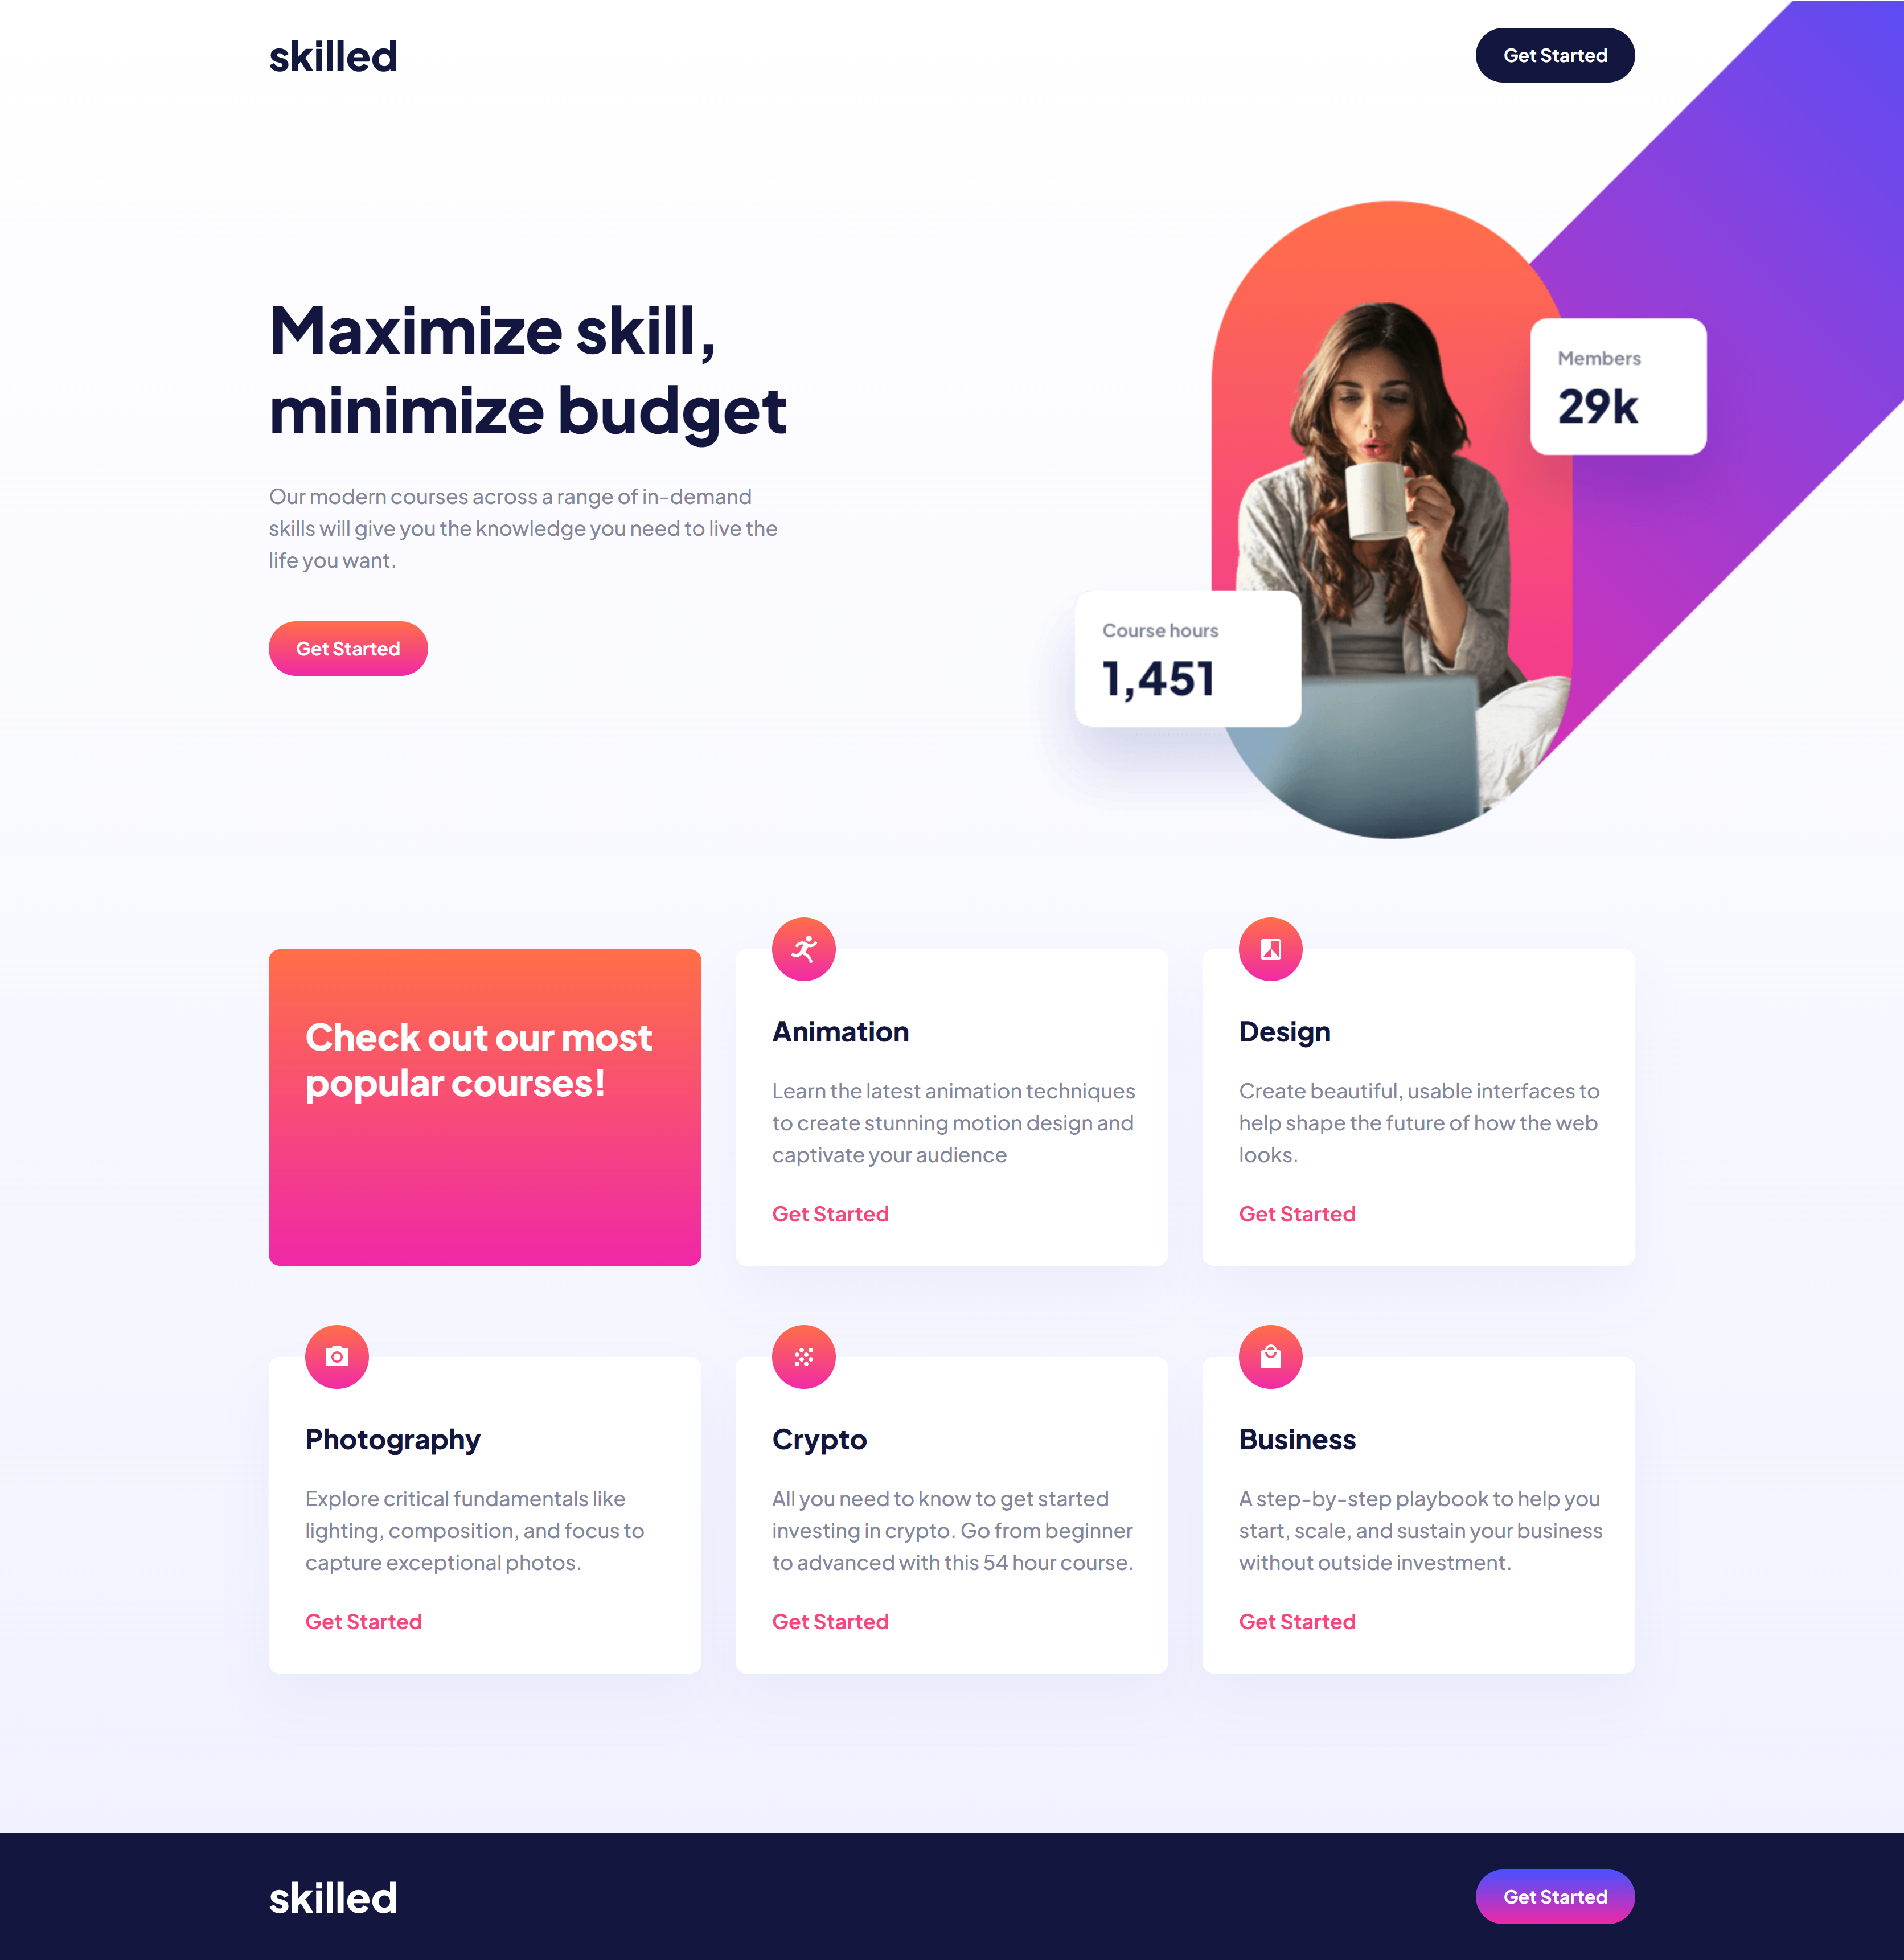 skilled
Get Started
Maximize skill,
minimize budget
Our modern courses across a range of in-demand
skills will give you the knowledge you need to live the
life you want.
Get Started
Members
29k
Course hours
1,451
Check out our most
popular courses!
Animation
Learn the latest animation techniques
to create stunning motion design and
captivate your audience
Get Started
Design
Create beautiful, usable interfaces to
help shape the future of how the web
looks.
Get Started
Photography
Explore critical fundamentals like
lighting, composition, and focus to
capture exceptional photos.
Get Started
Crypto
All you need to know to get started
investing in crypto. Go from beginner
to advanced with this 54 hour course.
Get Started
Business
A step-by-step playbook to help you
start, scale, and sustain your business
without outside investment.
Get Started
skilled
Get Started